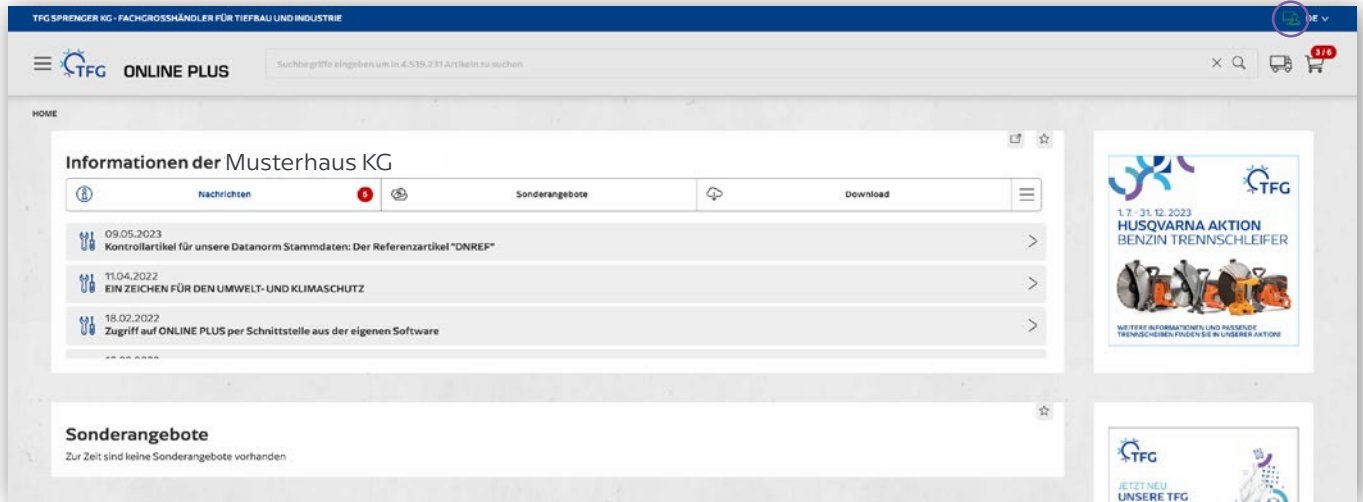 TFG SPRENGER KG - FACHGROSSHÄNDLER FÜR TIEFBAU UND INDUSTRIE
DE
TFG ONLINE PLUS
Suchbegriffe eingeben um in 4.539.231 Artikeln zu suchen
3/6
HOME
Informationen der Musterhaus KG
Nachrichten 5 Sonderangebote Download
09.05.2023
Kontrollartikel für unsere Datanorm Stammdaten: Der Referenzartikel "DNREF"
11.04.2022
EIN ZEICHEN FÜR DEN UMWELT- UND KLIMASCHUTZ
18.02.2022
Zugriff auf ONLINE PLUS per Schnittstelle aus der eigenen Software
TFG
1. 7. - 31. 12. 2023
HUSQVARNA AKTION
BENZIN TRENNSCHLEIFER
WEITERE INFORMATIONEN UND PASSENDE
TRENNSCHEIBEN FINDEN SIE IN UNSERER AKTION!
Sonderangebote
Zur Zeit sind keine Sonderangebote vorhanden
TFG
JETZT NEU
UNSERE TFG